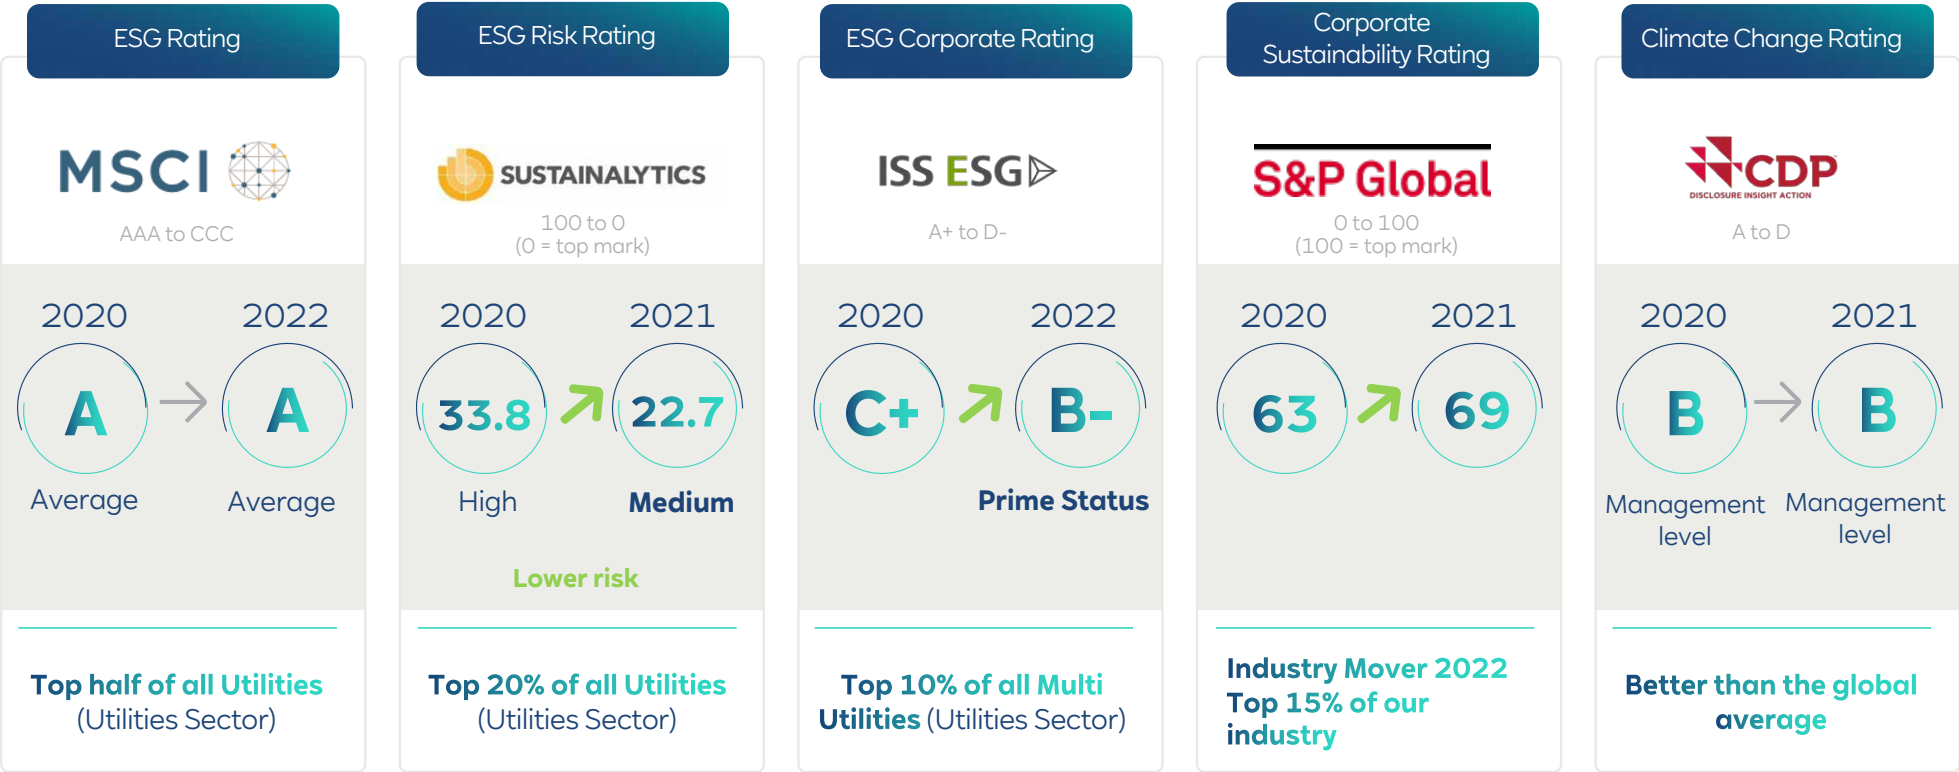 ESG Rating
MSCI
AAA to CCC
2020
2022
A
A
Average
Average
Top half of all Utilities
(Utilities Sector)
ESG Risk Rating
SUSTAINALYTICS
100 to 0
(0 = top mark)
2020
2021
33.8
22.7
High
Medium
Lower risk
Top 20% of all Utilities
(Utilities Sector)
ESG Corporate Rating
ISS ESG
A+ to D-
2020
2022
C+
B-
Prime Status
Top 10% of all Multi
Utilities (Utilities Sector)
Corporate
Sustainability Rating
S&P Global
0 to 100
(100 = top mark)
2020
2021
63
69
Industry Mover 2022
Top 15% of our
industry
Climate Change Rating
CDP
DISCLOSURE INSIGHT ACTION
A to D
2020
2021
B
B
Management
level
Management
level
Better than the global
average